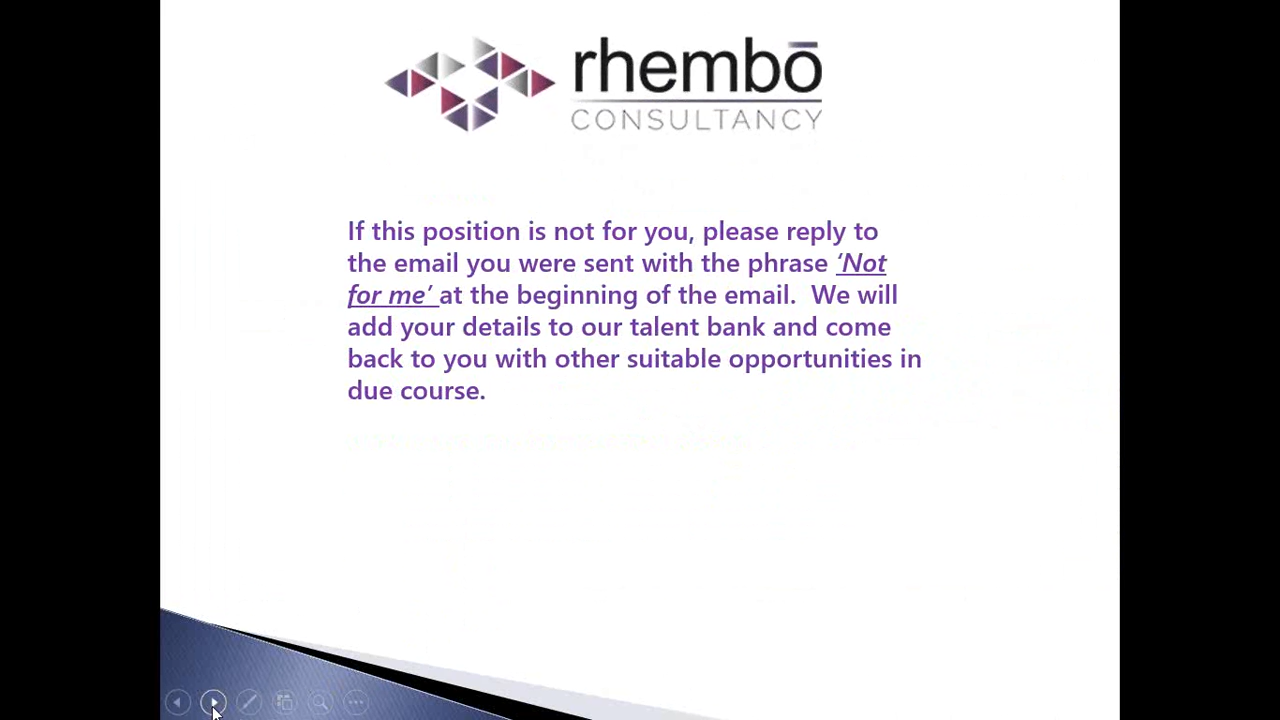 rhembō
CONSULTANCY
If this position is not for you, please reply to
the email you were sent with the phrase ‘Not
for me’ at the beginning of the email.  We will
add your details to our talent bank and come
back to you with other suitable opportunities in
due course.